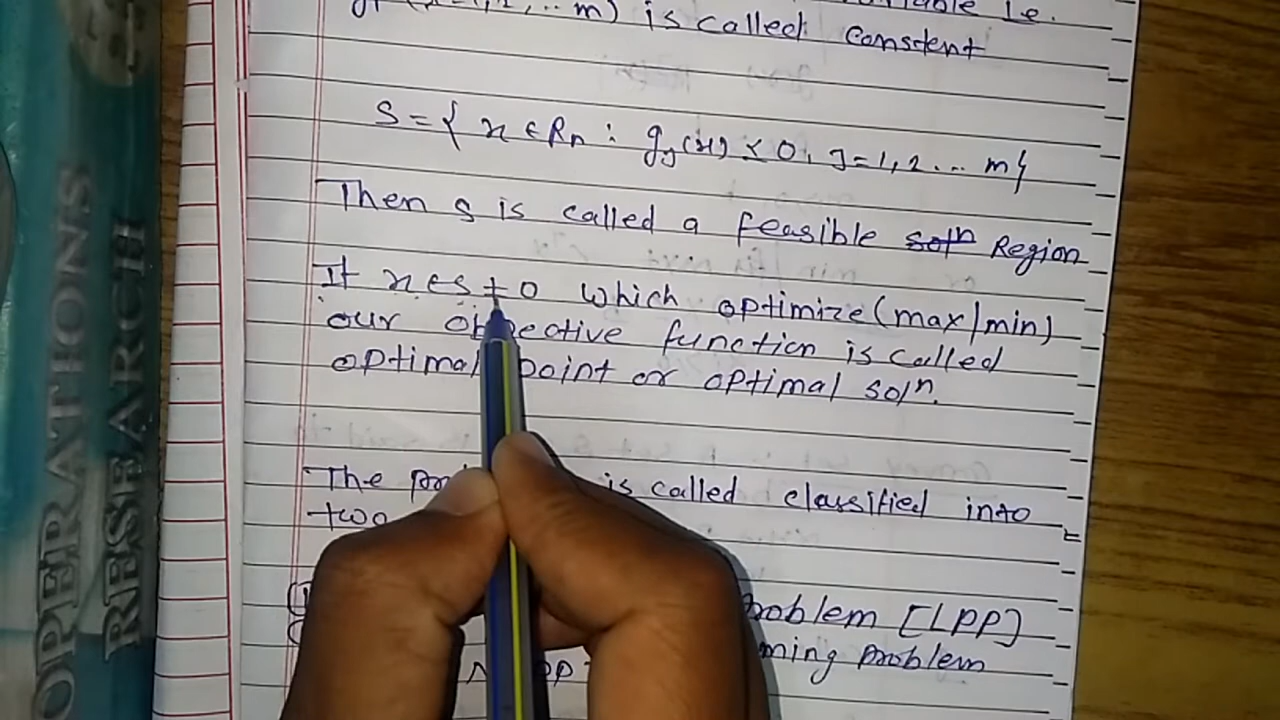 m) is called constent
S = { x ∈ Rn : gj(x) ≤ 0, j = 1, 2 ... m}
Then S is called a feasible Region
If x ∈ S ≠ 0 which optimize (max/min)
our objective function is called
optimal point or optimal solⁿ.
The is called classified into
two
problem [LPP]
ming problem
OPERATIONS
RESEARCH